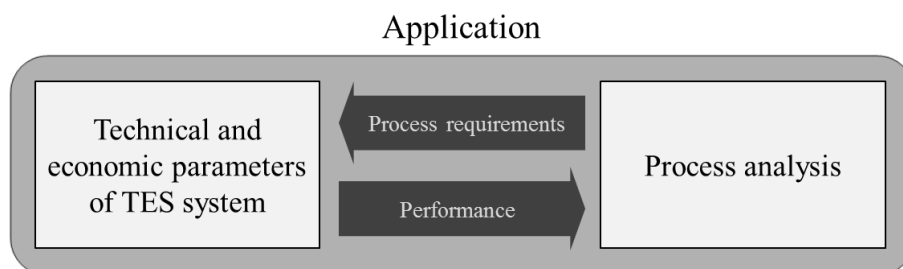 Application
Technical and
economic parameters
of TES system
Process requirements
Performance
Process analysis